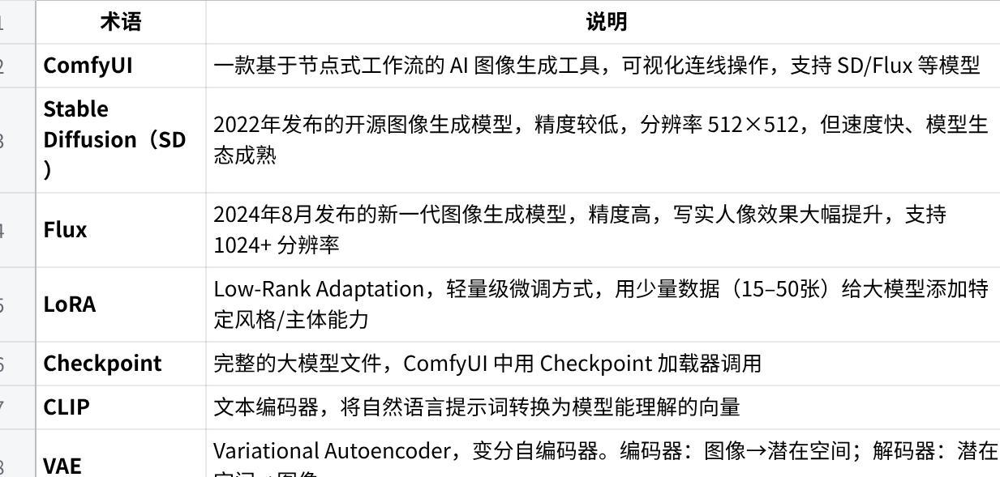 术语 说明
2 ComfyUI 一款基于节点式工作流的 AI 图像生成工具，可视化连线操作，支持 SD/Flux 等模型
Stable
Diffusion（SD
）
2022年发布的开源图像生成模型，精度较低，分辨率 512×512，但速度快、模型生
态成熟
Flux
2024年8月发布的新一代图像生成模型，精度高，写实人像效果大幅提升，支持
1024+ 分辨率
LoRA
Low-Rank Adaptation，轻量级微调方式，用少量数据（15–50张）给大模型添加特
定风格/主体能力
Checkpoint 完整的大模型文件，ComfyUI 中用 Checkpoint 加载器调用
CLIP 文本编码器，将自然语言提示词转换为模型能理解的向量
VAE
Variational Autoencoder，变分自编码器。编码器：图像→潜在空间；解码器：潜在